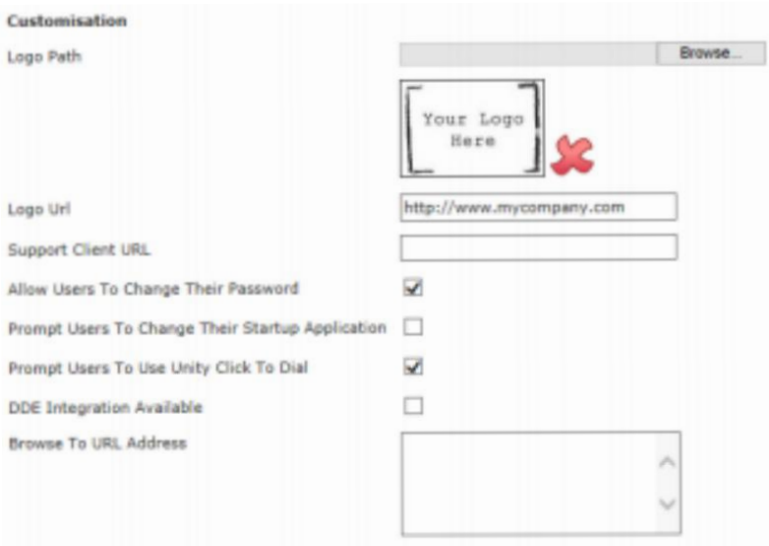 Customisation
Logo Path Browse...
Your Logo
Here
Logo Url http://www.mycompany.com
Support Client URL
Allow Users To Change Their Password
Prompt Users To Change Their Startup Application
Prompt Users To Use Unity Click To Dial
DDE Integration Available
Browse To URL Address